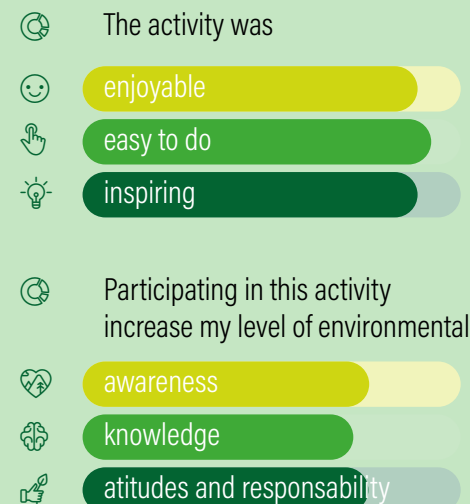 The activity was
enjoyable
easy to do
inspiring
Participating in this activity
increase my level of environmental
awareness
knowledge
atitudes and responsability